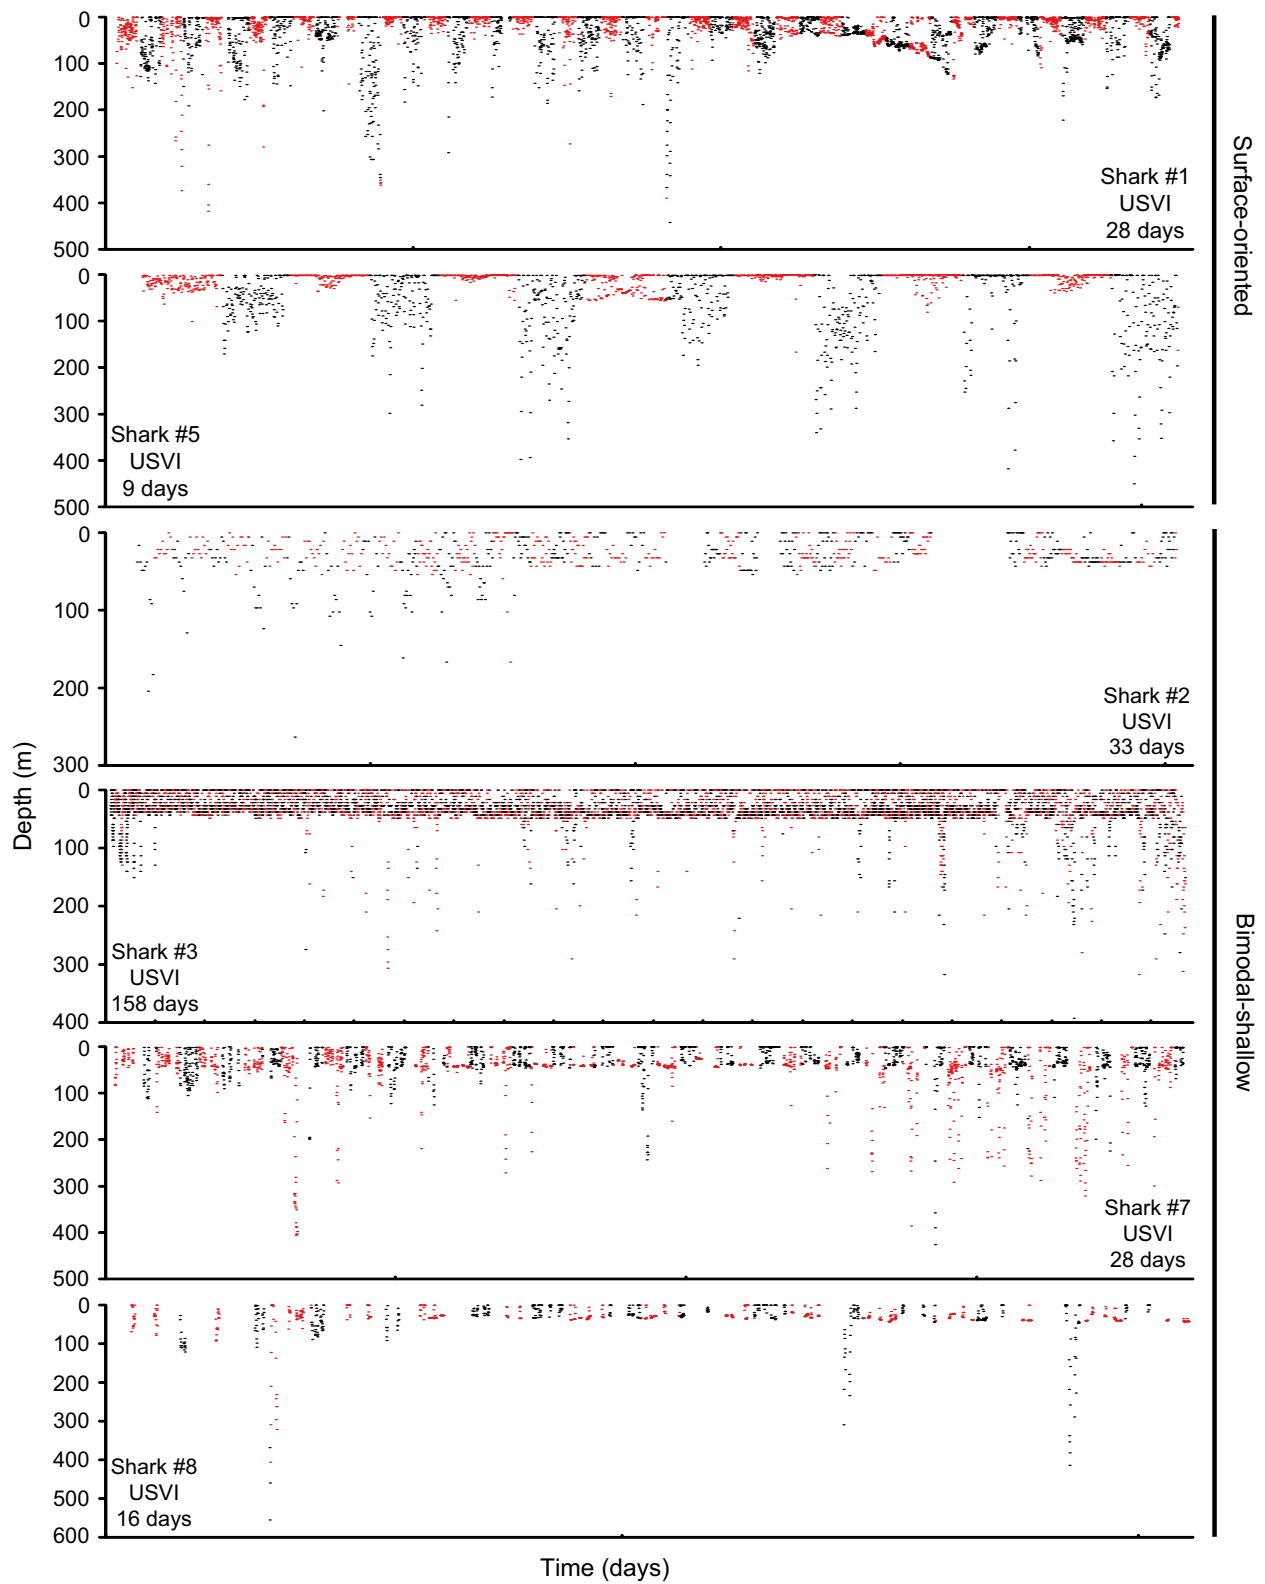 0
100
200
300
400
500
Shark #1
USVI
28 days
0
100
200
300
400
500
Shark #5
USVI
9 days
Surface-oriented
0
100
200
300
Shark #2
USVI
33 days
Depth (m)
0
100
200
300
400
Shark #3
USVI
158 days
0
100
200
300
400
500
Shark #7
USVI
28 days
0
100
200
300
400
500
600
Shark #8
USVI
16 days
Bimodal-shallow
Time (days)